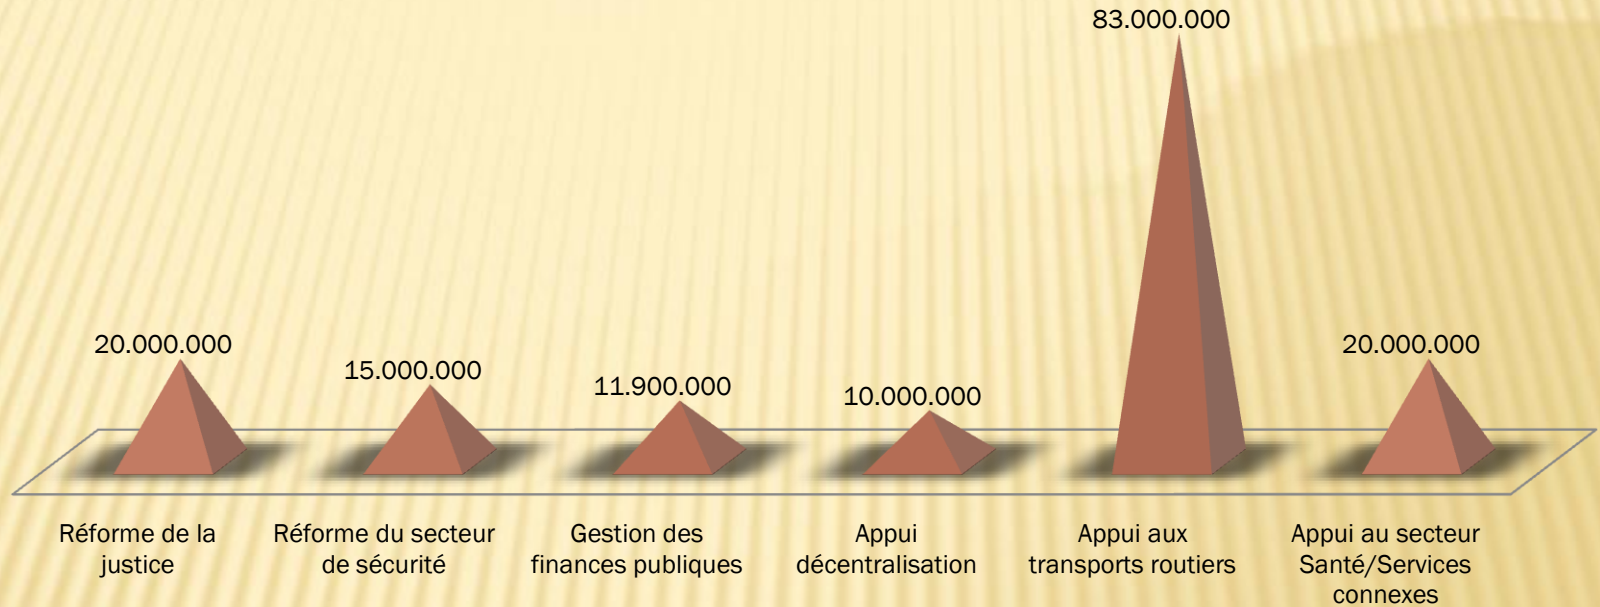 83.000.000
20.000.000
15.000.000
11.900.000
10.000.000
20.000.000
Réforme de la
justice
Réforme du secteur
de sécurité
Gestion des
finances publiques
Appui
décentralisation
Appui aux
transports routiers
Appui au secteur
Santé/Services
connexes